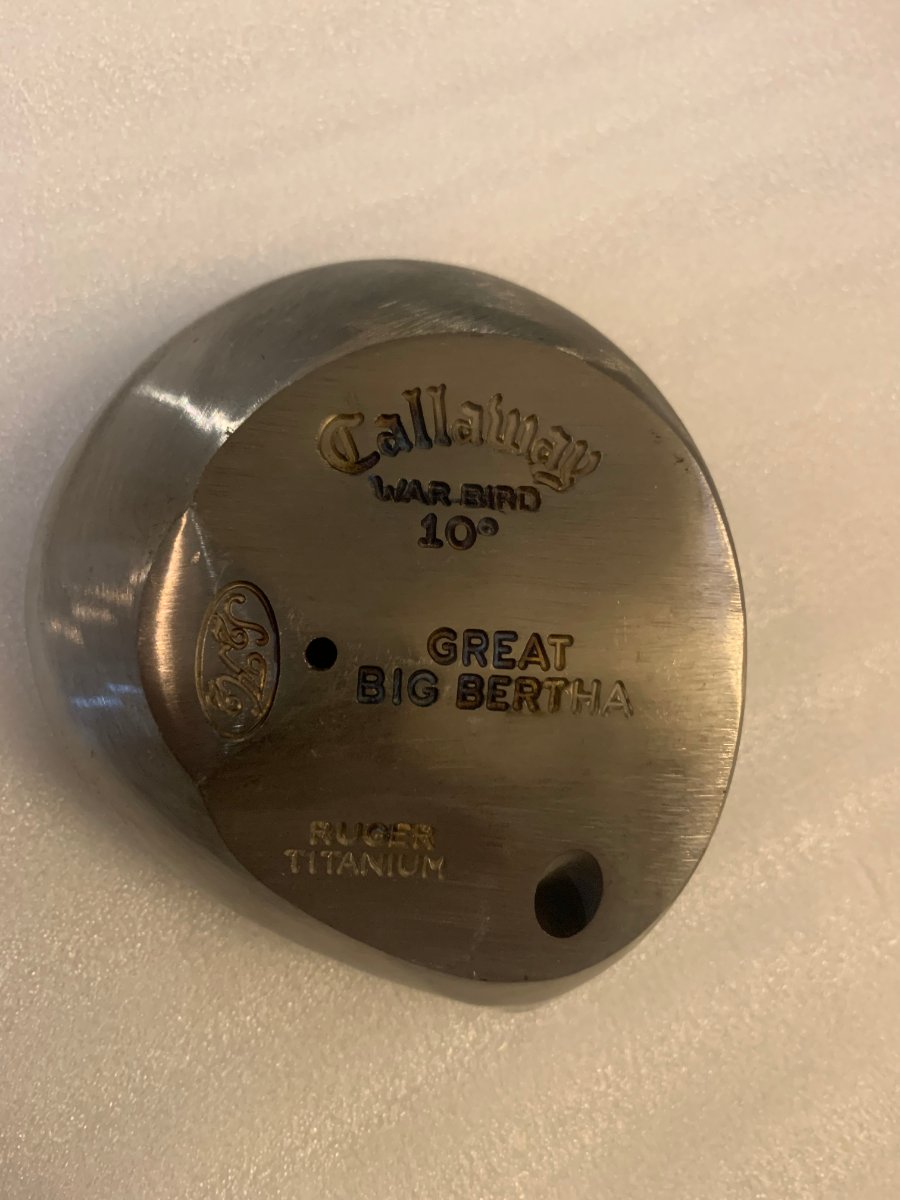 Callaway
WAR BIRD
10°
GREAT
BIG BERTHA
RUGER
TITANIUM